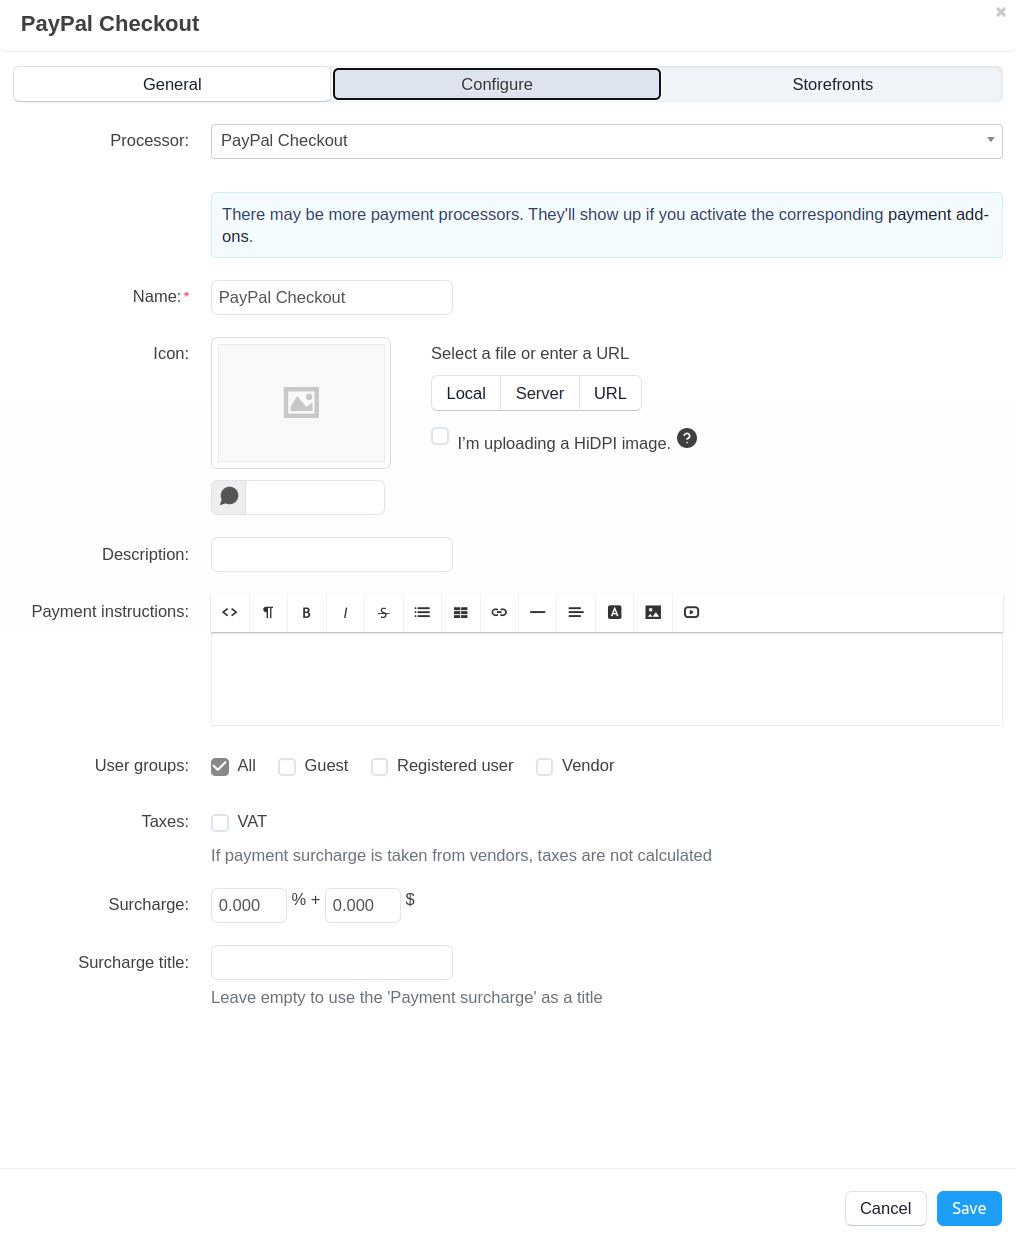 PayPal Checkout
General
Configure
Storefronts
Processor:
PayPal Checkout
There may be more payment processors. They'll show up if you activate the corresponding payment add-
ons.
Name:*
PayPal Checkout
Icon:
Select a file or enter a URL
Local
Server
URL
I'm uploading a HiDPI image. ?
Description:
Payment instructions:
<> ¶ B I S A
User groups:
All
Guest
Registered user
Vendor
Taxes:
VAT
If payment surcharge is taken from vendors, taxes are not calculated
Surcharge:
0.000 % + 0.000 $
Surcharge title:
Leave empty to use the 'Payment surcharge' as a title
Cancel
Save